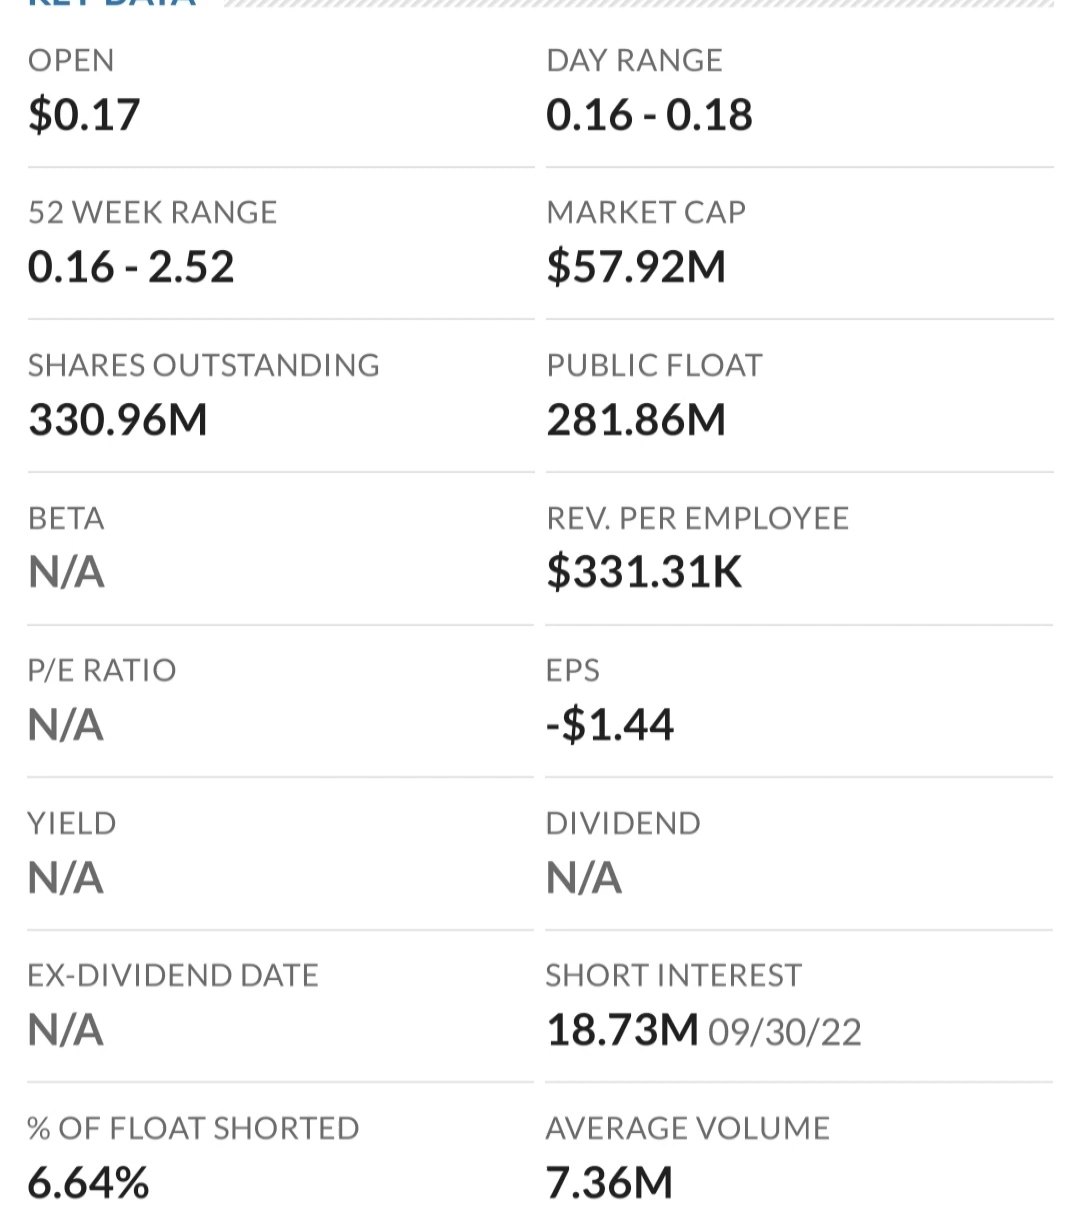 KEY DATA
OPEN
$0.17
DAY RANGE
0.16 - 0.18
52 WEEK RANGE
0.16 - 2.52
MARKET CAP
$57.92M
SHARES OUTSTANDING
330.96M
PUBLIC FLOAT
281.86M
BETA
N/A
REV. PER EMPLOYEE
$331.31K
P/E RATIO
N/A
EPS
-$1.44
YIELD
N/A
DIVIDEND
N/A
EX-DIVIDEND DATE
N/A
SHORT INTEREST
18.73M 09/30/22
% OF FLOAT SHORTED
6.64%
AVERAGE VOLUME
7.36M